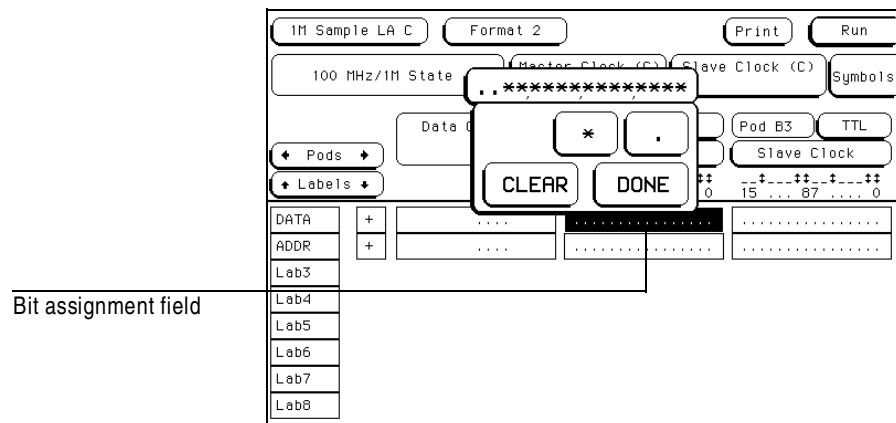 1M Sample LA C Format 2 Print Run
100 MHz/1M State Master Clock (C) Slave Clock (C) Symbols
..**************
Data Pod B3 TTL
* .
← Pods → Slave Clock
↑ Labels ↓ CLEAR DONE 0 15 ... 87 .... 0
DATA + .... ................ ................
ADDR + .... ................ ................
Lab3
Bit assignment field
Lab4
Lab5
Lab6
Lab7
Lab8